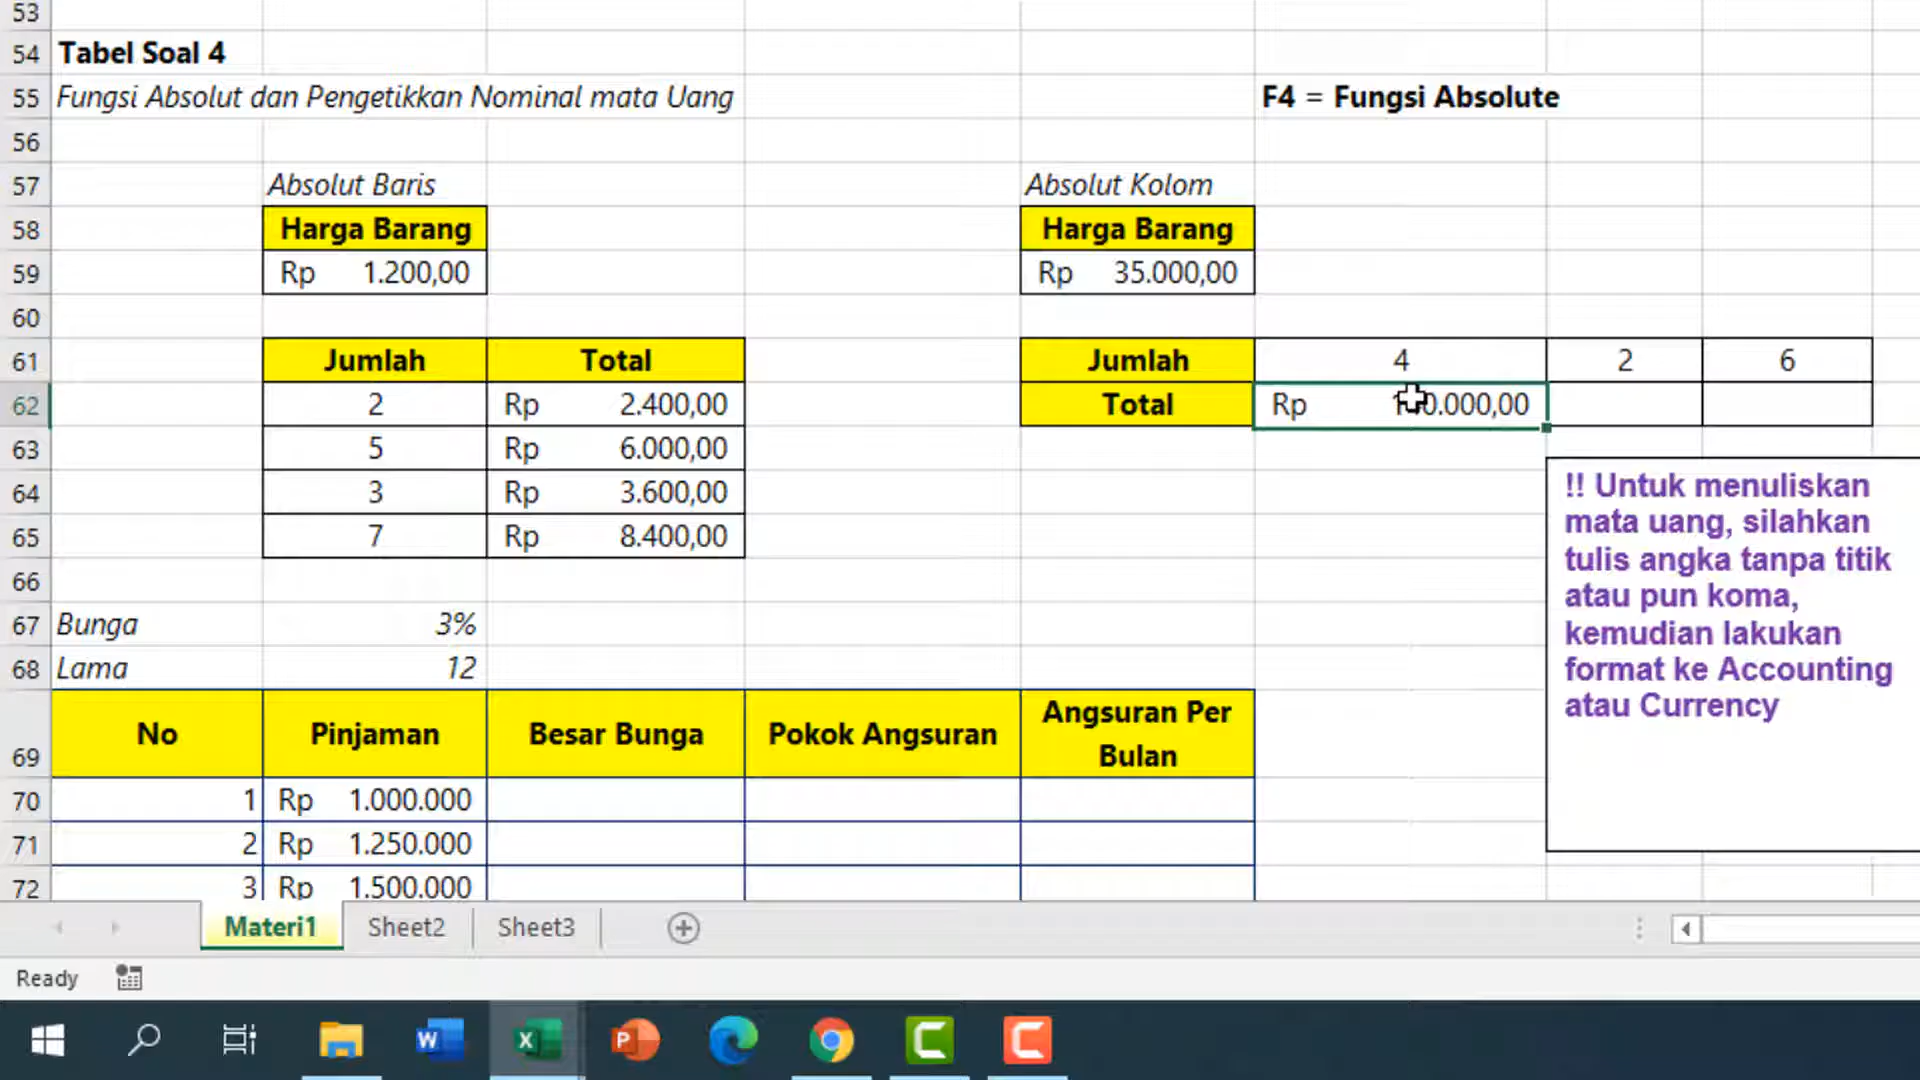 53
54 Tabel Soal 4
55 Fungsi Absolut dan Pengetikkan Nominal mata Uang F4 = Fungsi Absolute
56
57 Absolut Baris Absolut Kolom
58 Harga Barang Harga Barang
59 Rp 1.200,00 Rp 35.000,00
60
61 Jumlah Total Jumlah 4 2 6
62 2 Rp 2.400,00 Total Rp
63 5 Rp 6.000,00
64 3 Rp 3.600,00
65 7 Rp 8.400,00
66
!! Untuk menuliskan
mata uang, silahkan
tulis angka tanpa titik
atau pun koma,
kemudian lakukan
format ke Accounting
atau Currency
67 Bunga 3%
68 Lama 12
69 No Pinjaman Besar Bunga Pokok Angsuran Angsuran Per
Bulan
70 1 Rp 1.000.000
71 2 Rp 1.250.000
72 3 Rp 1.500.000
Materi1 Sheet2 Sheet3
Ready